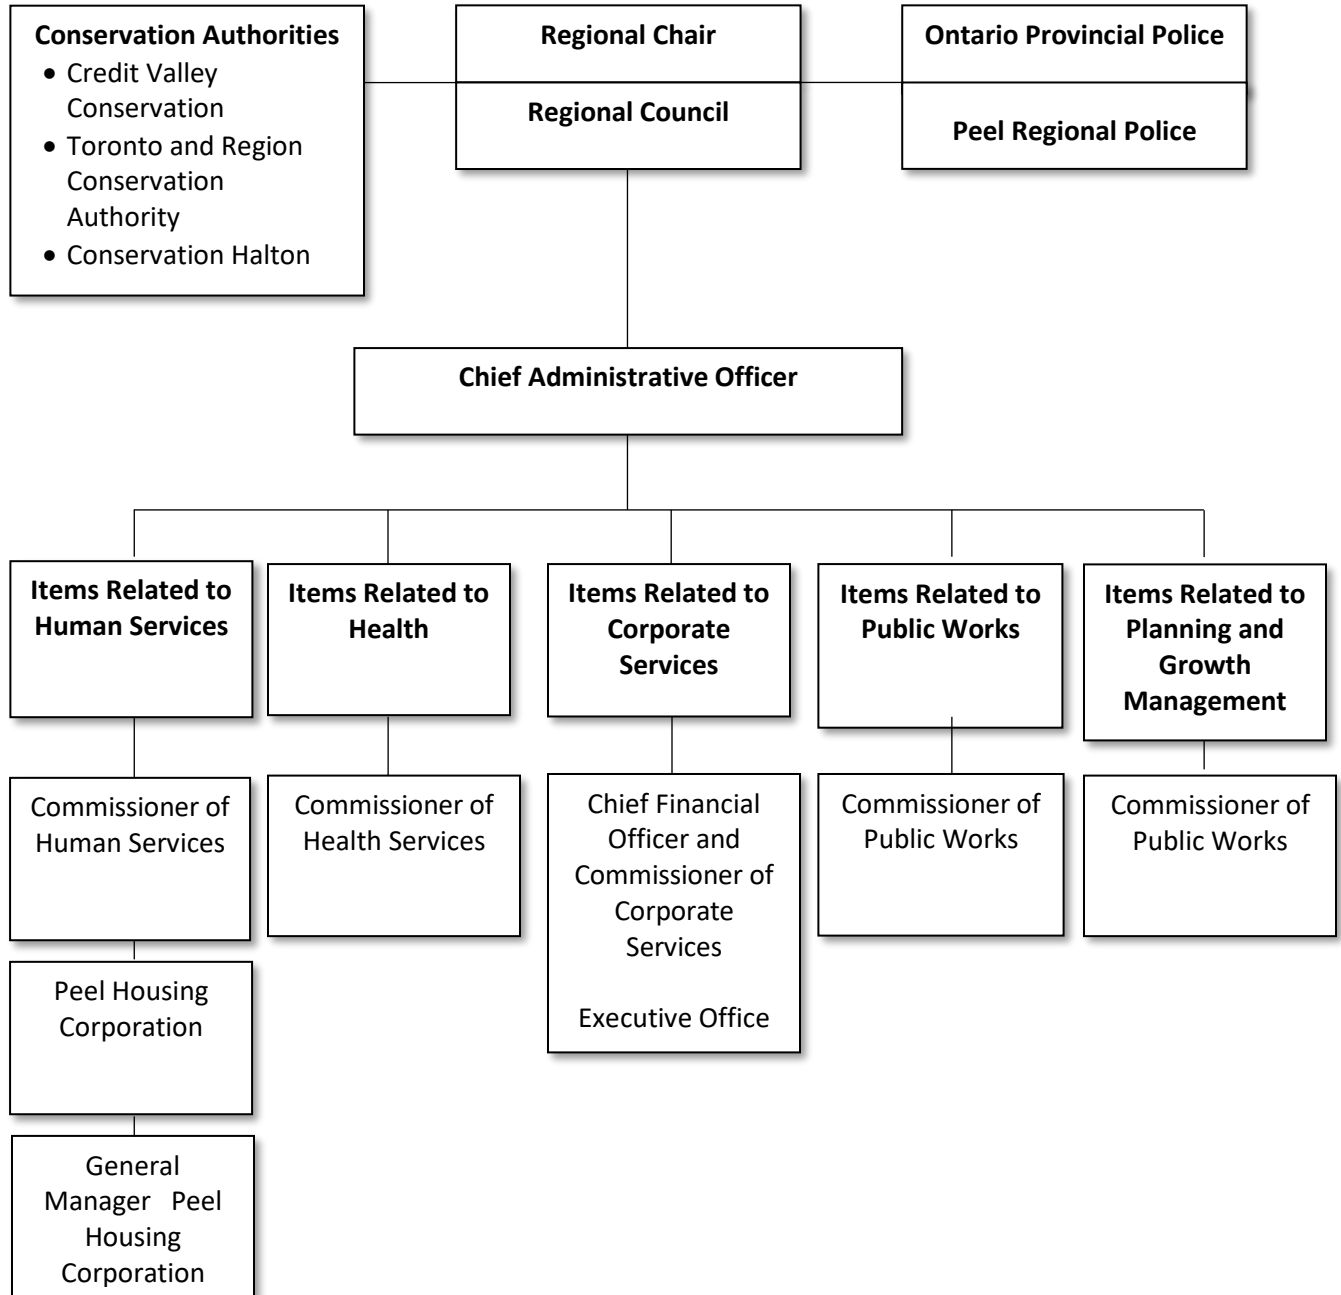 Conservation Authorities
• Credit Valley
Conservation
• Toronto and Region
Conservation
Authority
• Conservation Halton
Regional Chair
Regional Council
Ontario Provincial Police
Peel Regional Police
Chief Administrative Officer
Items Related to
Human Services
Items Related to
Health
Items Related to
Corporate
Services
Items Related to
Public Works
Items Related to
Planning and
Growth
Management
Commissioner of
Human Services
Commissioner of
Health Services
Chief Financial
Officer and
Commissioner of
Corporate
Services
Executive Office
Commissioner of
Public Works
Commissioner of
Public Works
Peel Housing
Corporation
General
Manager Peel
Housing
Corporation